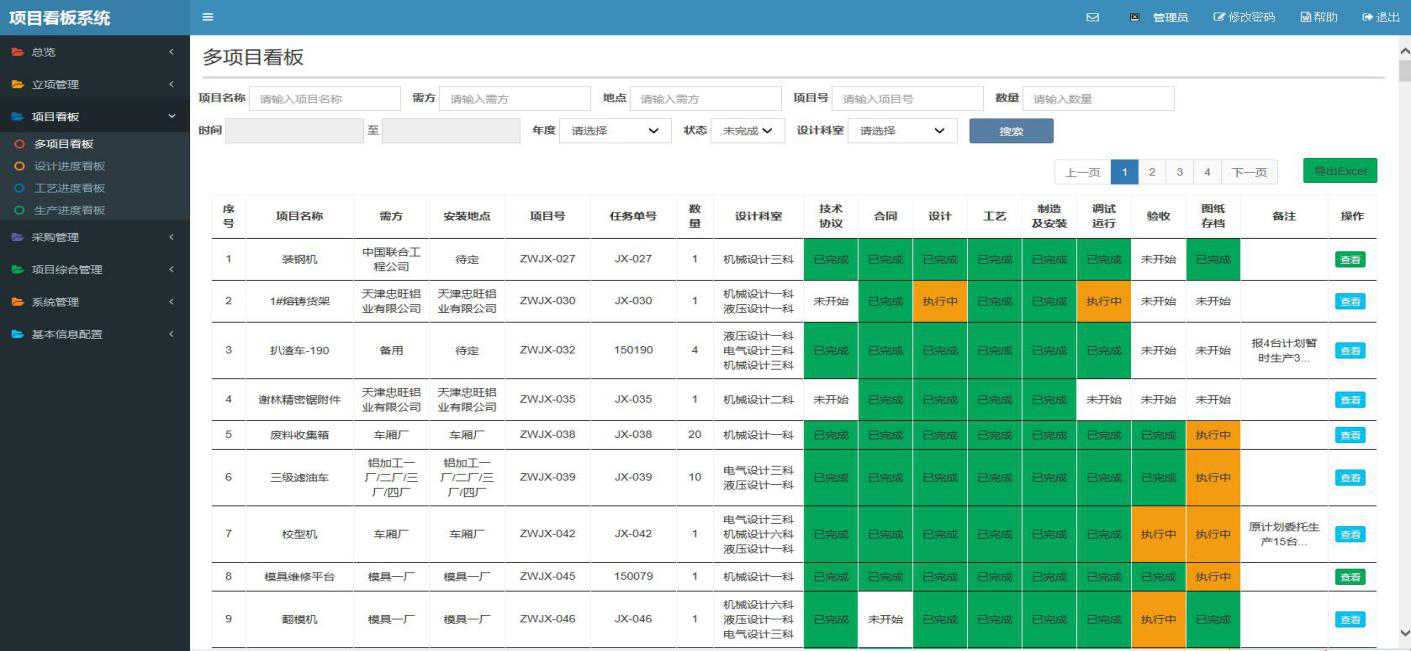 项目看板系统
管理员 修改密码 帮助 退出
总览
立项管理
项目看板
多项目看板
设计进度看板
工艺进度看板
生产进度看板
采购管理
项目综合管理
系统管理
基本信息配置
多项目看板
项目名称 请输入项目名称 需方 请输入需方 地点 请输入需方 项目号 请输入项目号 数量 请输入数量
时间 至 年度 请选择 状态 未完成 设计科室 请选择 搜索
上一页 1 2 3 4 下一页 导出Excel
序号 项目名称 需方 安装地点 项目号 任务单号 数量 设计科室 技术协议 合同 设计 工艺 制造及安装 调试运行 验收 图纸存档 备注 操作
1 装钢机 中国联合工程公司 待定 ZWJX-027 JX-027 1 机械设计三科 已完成 已完成 已完成 已完成 已完成 已完成 未开始 已完成 查看
2 1#熔铸货架 天津忠旺铝业有限公司 天津忠旺铝业有限公司 ZWJX-030 JX-030 1 机械设计一科 液压设计一科 未开始 已完成 执行中 已完成 已完成 执行中 未开始 未开始 查看
3 扒渣车-190 备用 待定 ZWJX-032 150190 4 液压设计一科 电气设计三科 机械设计三科 已完成 已完成 已完成 已完成 已完成 已完成 未开始 未开始 报4台计划暂时生产3... 查看
4 谢林精密锯附件 天津忠旺铝业有限公司 天津忠旺铝业有限公司 ZWJX-035 JX-035 1 机械设计二科 未开始 已完成 已完成 已完成 已完成 未开始 未开始 未开始 查看
5 废料收集箱 车厢厂 车厢厂 ZWJX-038 JX-038 20 机械设计一科 已完成 已完成 已完成 已完成 已完成 已完成 已完成 执行中 查看
6 三级滤油车 铝加工一厂/二厂/三厂/四厂 铝加工一厂/二厂/三厂/四厂 ZWJX-039 JX-039 10 电气设计三科 液压设计一科 已完成 已完成 已完成 已完成 已完成 已完成 已完成 执行中 查看
7 校型机 车厢厂 车厢厂 ZWJX-042 JX-042 1 电气设计三科 机械设计六科 液压设计一科 已完成 已完成 已完成 已完成 已完成 已完成 执行中 执行中 原计划委托生产15台... 查看
8 模具维修平台 模具一厂 模具一厂 ZWJX-045 150079 1 机械设计一科 已完成 已完成 已完成 已完成 已完成 已完成 已完成 执行中 查看
9 翻模机 模具一厂 模具一厂 ZWJX-046 JX-046 1 机械设计六科 液压设计一科 电气设计三科 已完成 未开始 已完成 已完成 已完成 已完成 执行中 已完成 查看